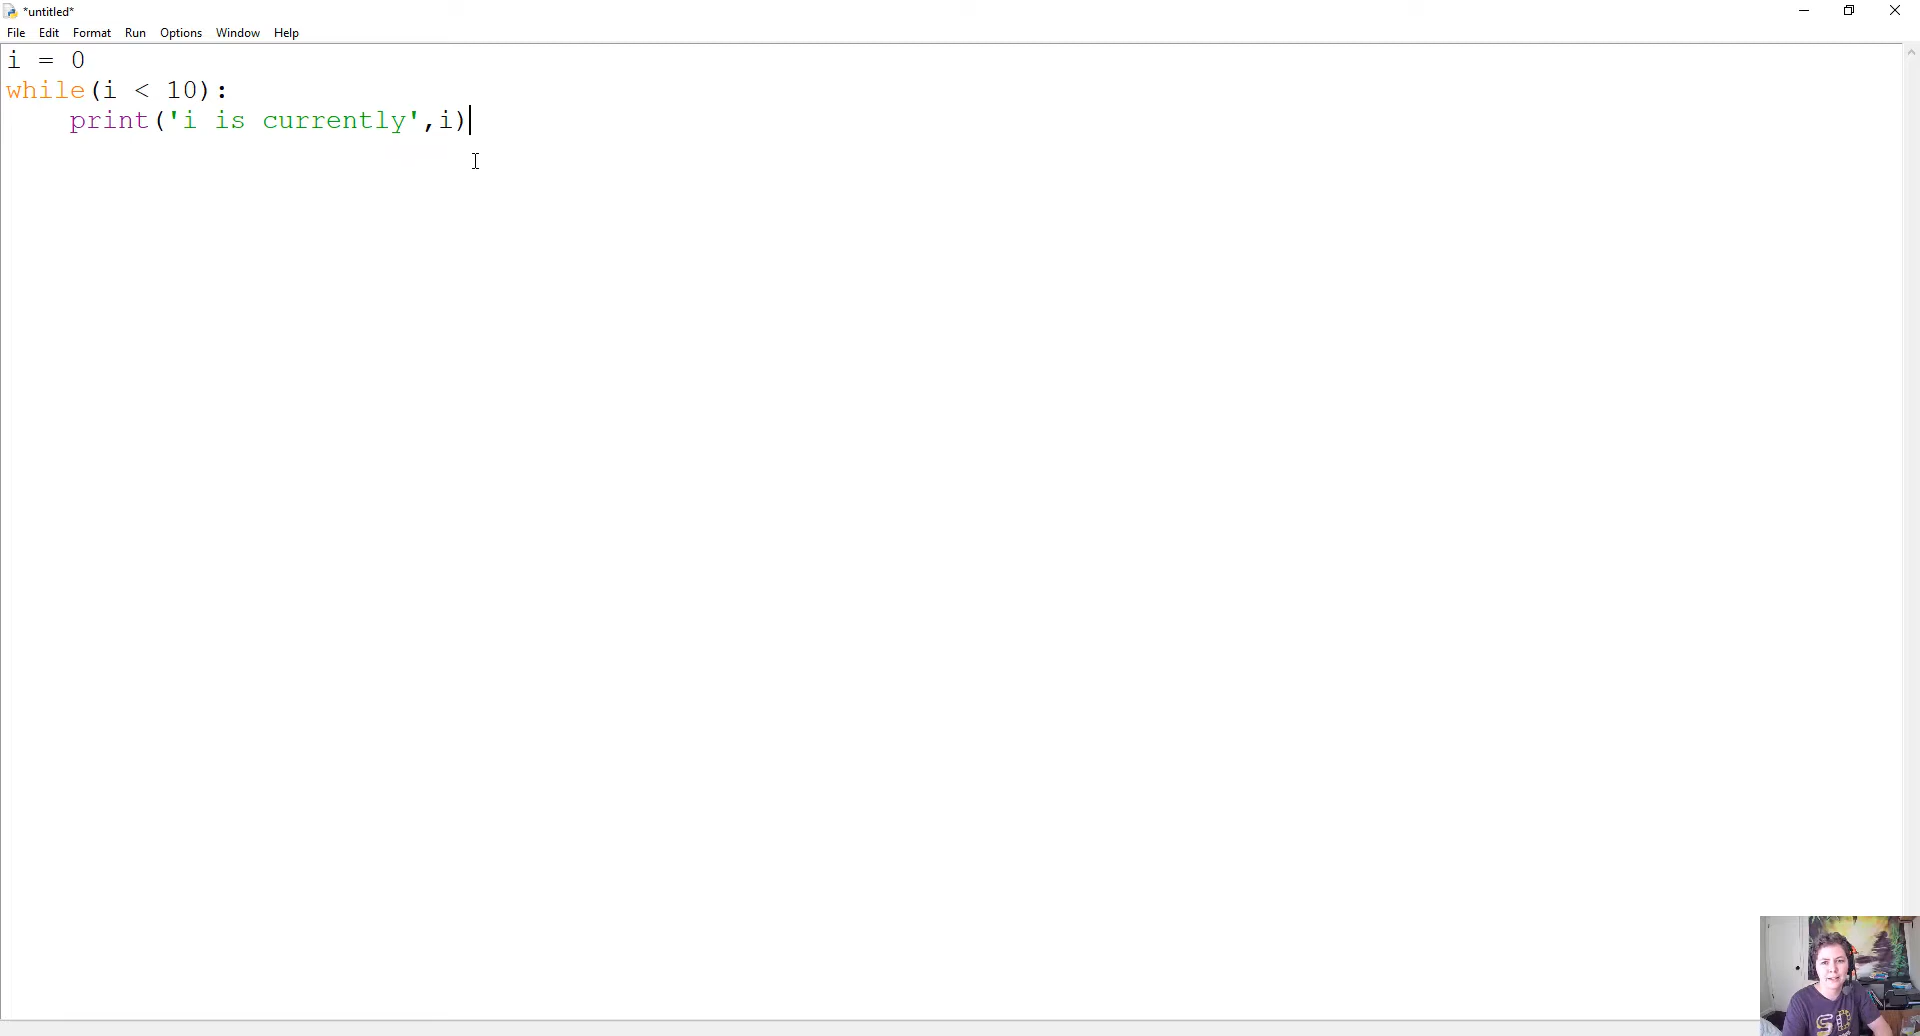 *untitled*
File Edit Format Run Options Window Help
i = 0
while(i < 10):
    print('i is currently',i)